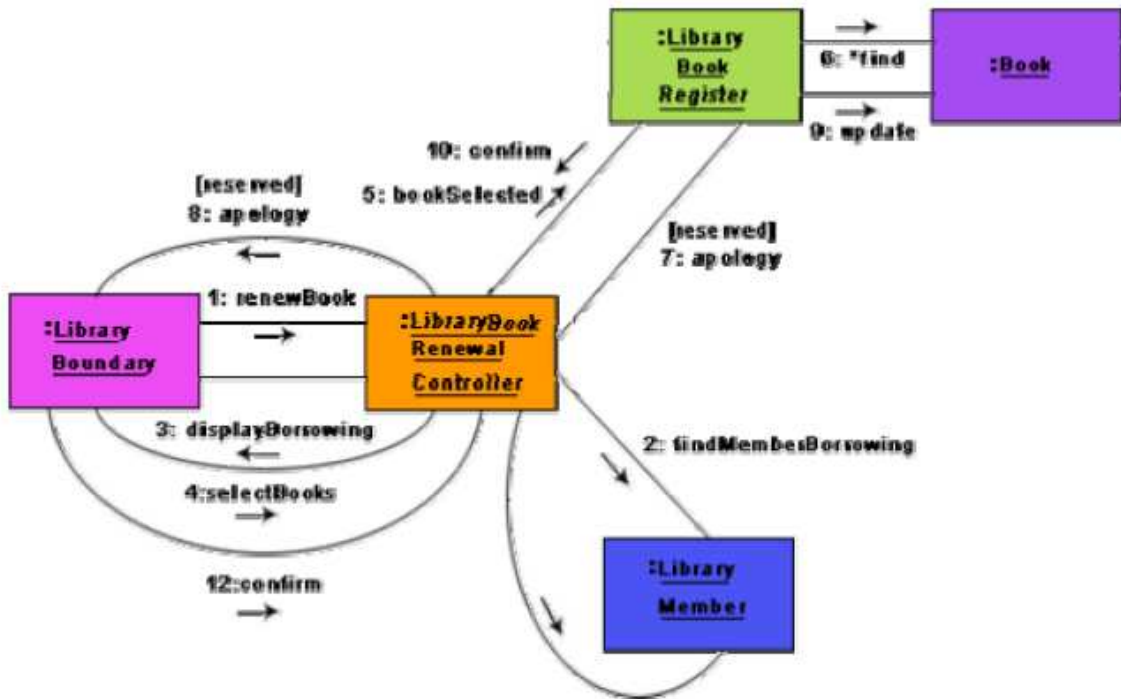 :Library
Book
Register
:Book
6: *find
9: update
10: confirm
5: bookSelected
[reserved]
8: apology
[reserved]
7: apology
1: renewBook
:Library
Boundary
:LibraryBook
Renewal
Controller
3: displayBorrowing
4:selectBooks
12:confirm
2: findMemberBorrowing
:Library
Member